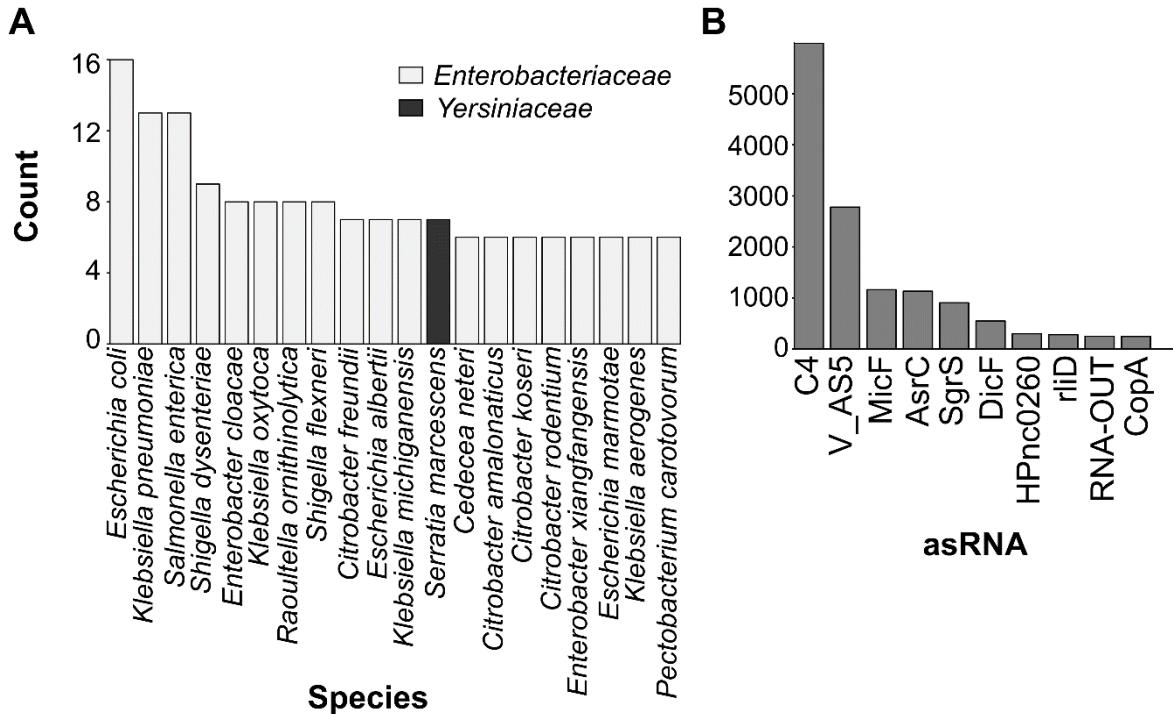 A
Count
16
12
8
4
0
Enterobacteriaceae
Yersiniaceae
Escherichia coli
Klebsiella pneumoniae
Salmonella enterica
Shigella dysenteriae
Enterobacter cloacae
Klebsiella oxytoca
Raoultella ornithinolytica
Shigella flexneri
Citrobacter freundii
Escherichia albertii
Klebsiella michiganensis
Serratia marcescens
Cedecea neteri
Citrobacter amalonaticus
Citrobacter koseri
Citrobacter rodentium
Enterobacter xiangfangensis
Escherichia marmotae
Klebsiella aerogenes
Pectobacterium carotovorum
Species
B
5000
4000
3000
2000
1000
0
C4
V_AS5
MicF
AsrC
SgrS
DicF
HPnc0260
rliD
RNA-OUT
CopA
asRNA